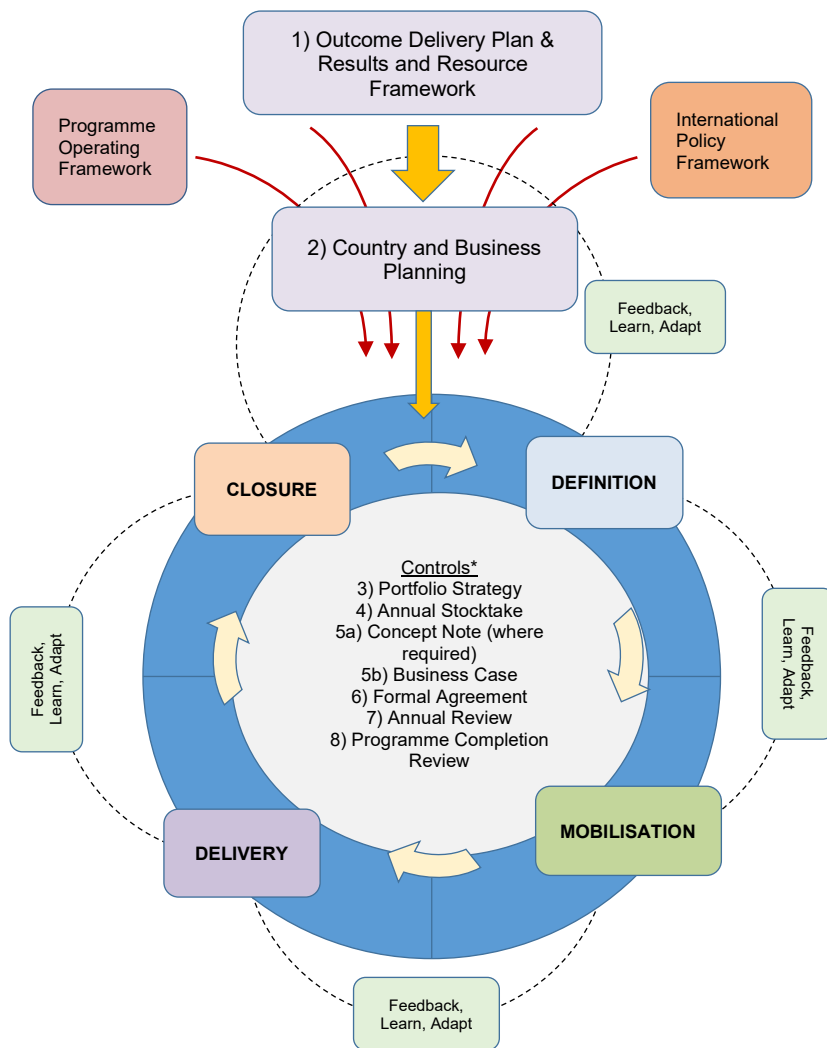 1) Outcome Delivery Plan &
Results and Resource
Framework
Programme
Operating
Framework
International
Policy
Framework
2) Country and Business
Planning
Feedback,
Learn, Adapt
CLOSURE
DEFINITION
Controls*
3) Portfolio Strategy
4) Annual Stocktake
5a) Concept Note (where
required)
5b) Business Case
6) Formal Agreement
7) Annual Review
8) Programme Completion
Review
Feedback,
Learn, Adapt
Feedback,
Learn, Adapt
DELIVERY
MOBILISATION
Feedback,
Learn, Adapt